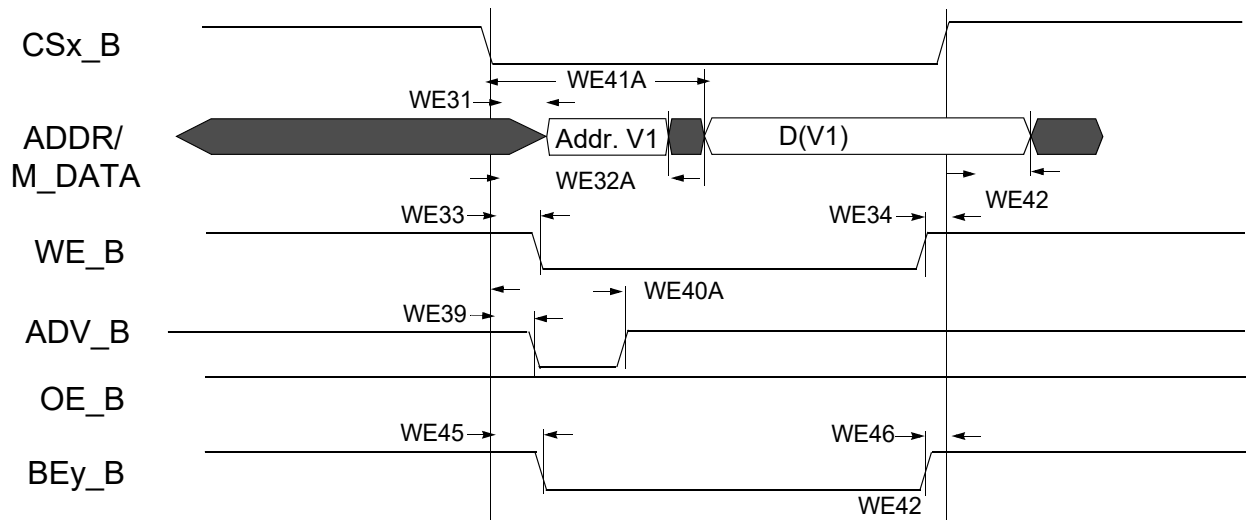 CSx_B
WE41A
WE31
ADDR/
M_DATA
Addr. V1
D(V1)
WE32A
WE42
WE33
WE34
WE_B
WE40A
WE39
ADV_B
OE_B
WE45
WE46
BEy_B
WE42